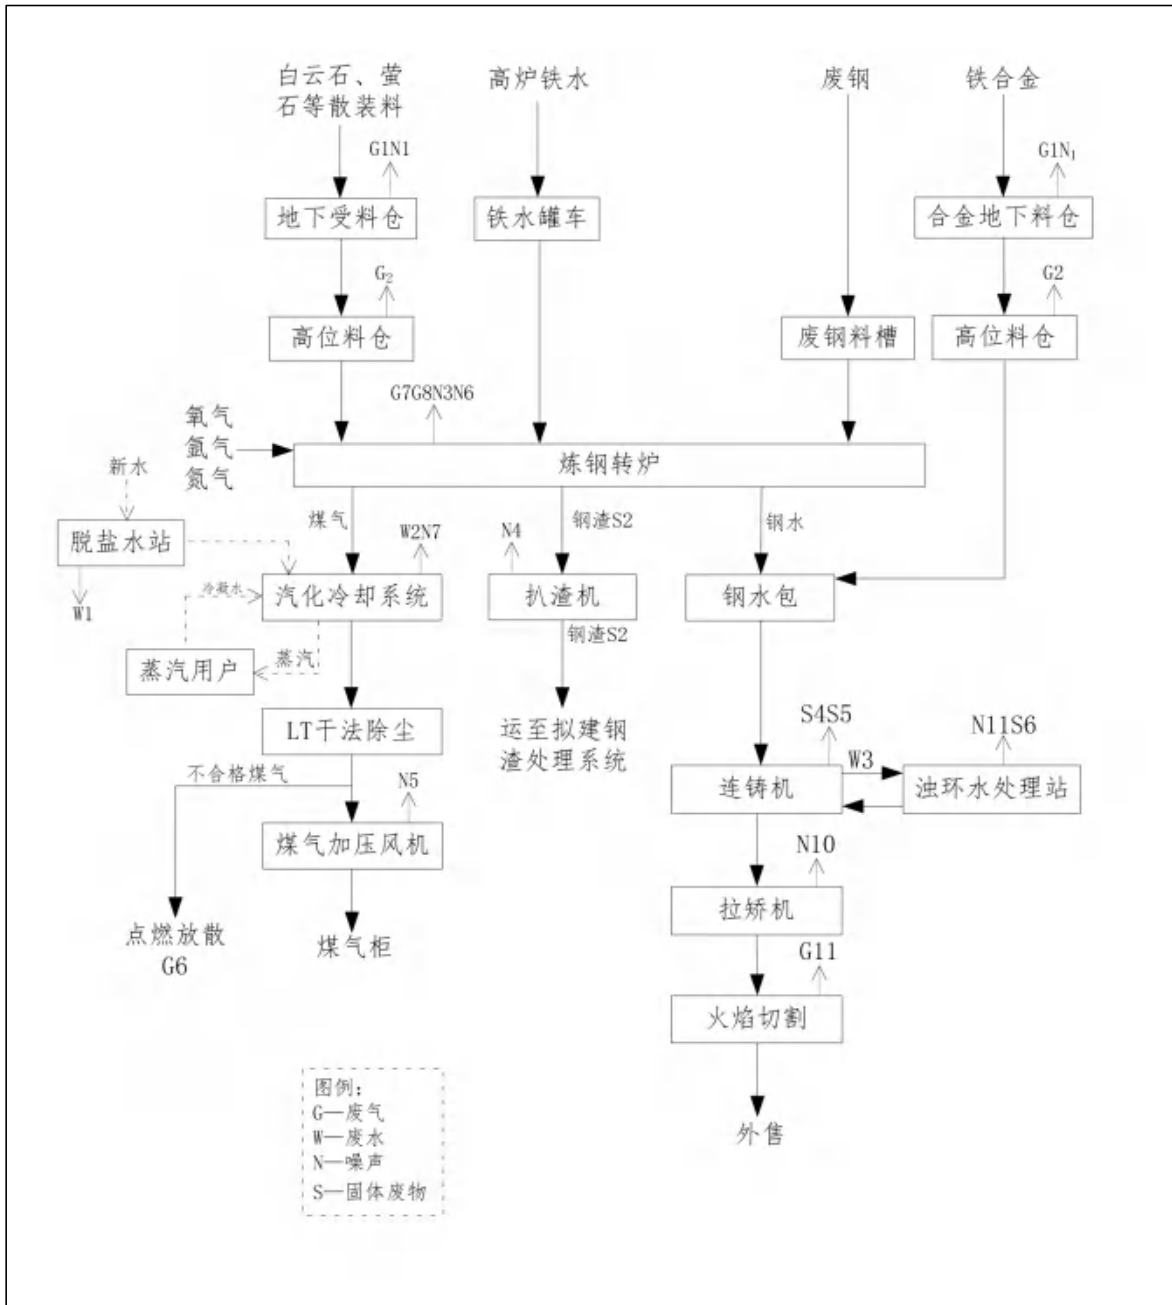 白云石、萤
石等散装料
高炉铁水
废钢
铁合金
G1N1
G1N₁
地下受料仓
铁水罐车
合金地下料仓
G₂
G2
高位料仓
废钢料槽
高位料仓
G7G8N3N6
氧气
氩气
氮气
炼钢转炉
新水
煤气
钢渣S2
钢水
脱盐水站
W2N7
N4
W1
冷凝水
汽化冷却系统
扒渣机
钢水包
钢渣S2
蒸汽用户
蒸汽
LT干法除尘
运至拟建钢
渣处理系统
S4S5
N11S6
W3
不合格煤气
N5
连铸机
浊环水处理站
煤气加压风机
N10
拉矫机
点燃放散
G6
煤气柜
G11
火焰切割
图例：
G—废气
W—废水
N—噪声
S—固体废物
外售